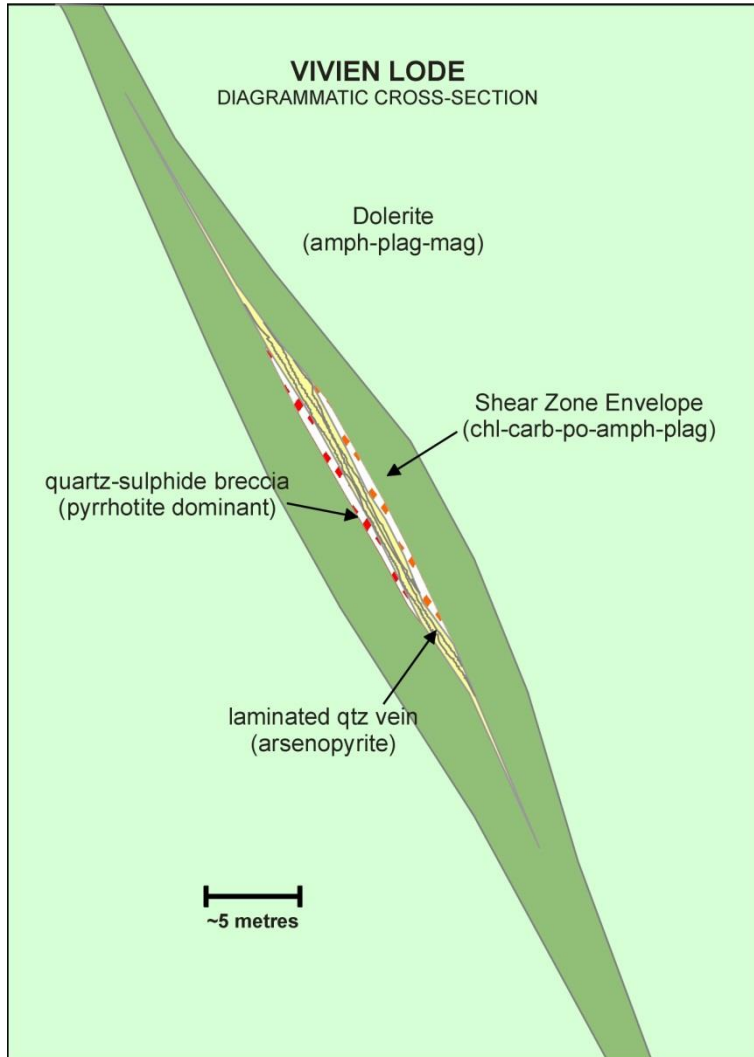 VIVIEN LODE
DIAGRAMMATIC CROSS-SECTION
Dolerite
(amph-plag-mag)
Shear Zone Envelope
(chl-carb-po-amph-plag)
quartz-sulphide breccia
(pyrrhotite dominant)
laminated qtz vein
(arsenopyrite)
~5 metres